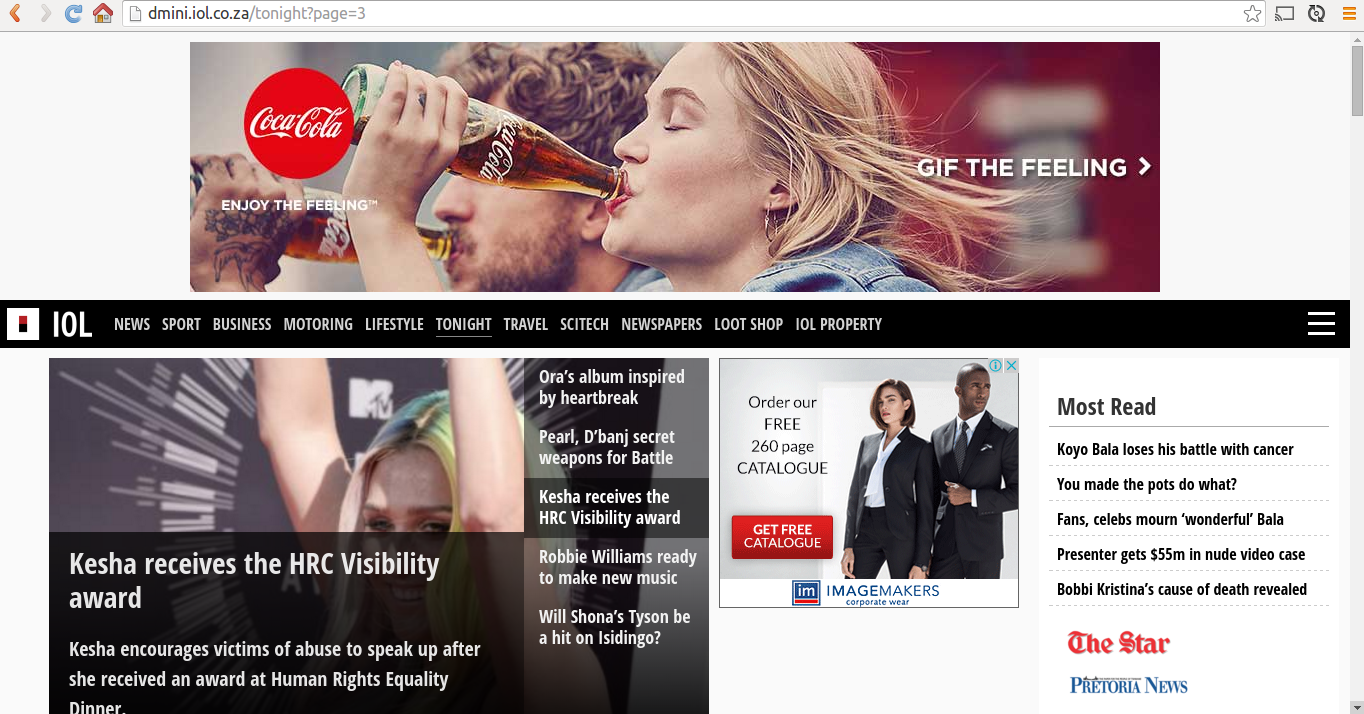 dmini.iol.co.za/tonight?page=3
Coca-Cola
ENJOY THE FEELING™
Coca-Cola
GIF THE FEELING
IOL
NEWS SPORT BUSINESS MOTORING LIFESTYLE TONIGHT TRAVEL SCITECH NEWSPAPERS LOOT SHOP IOL PROPERTY
MTV
Kesha receives the HRC Visibility
award
Kesha encourages victims of abuse to speak up after
she received an award at Human Rights Equality
Dinner.
Ora’s album inspired
by heartbreak
Pearl, D’banj secret
weapons for Battle
Kesha receives the
HRC Visibility award
Robbie Williams ready
to make new music
Will Shona’s Tyson be
a hit on Isidingo?
Order our
FREE
260 page
CATALOGUE
GET FREE
CATALOGUE
im IMAGEMAKERS
corporate wear
Most Read
Koyo Bala loses his battle with cancer
You made the pots do what?
Fans, celebs mourn ‘wonderful’ Bala
Presenter gets $55m in nude video case
Bobbi Kristina’s cause of death revealed
The Star
PRETORIA NEWS